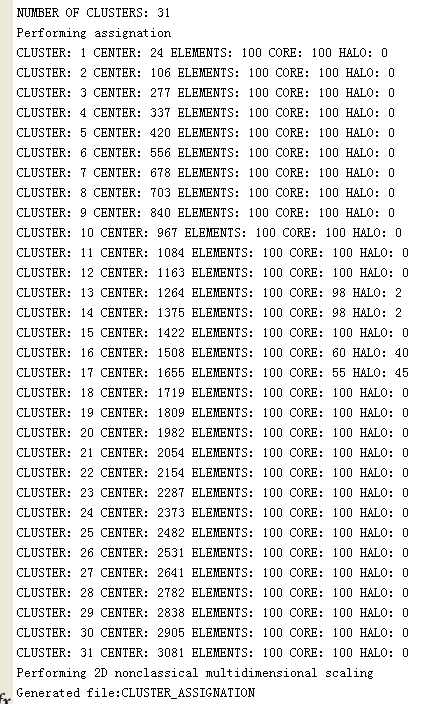 NUMBER OF CLUSTERS: 31
Performing assignation
CLUSTER: 1 CENTER: 24 ELEMENTS: 100 CORE: 100 HALO: 0
CLUSTER: 2 CENTER: 106 ELEMENTS: 100 CORE: 100 HALO: 0
CLUSTER: 3 CENTER: 277 ELEMENTS: 100 CORE: 100 HALO: 0
CLUSTER: 4 CENTER: 337 ELEMENTS: 100 CORE: 100 HALO: 0
CLUSTER: 5 CENTER: 420 ELEMENTS: 100 CORE: 100 HALO: 0
CLUSTER: 6 CENTER: 556 ELEMENTS: 100 CORE: 100 HALO: 0
CLUSTER: 7 CENTER: 678 ELEMENTS: 100 CORE: 100 HALO: 0
CLUSTER: 8 CENTER: 703 ELEMENTS: 100 CORE: 100 HALO: 0
CLUSTER: 9 CENTER: 840 ELEMENTS: 100 CORE: 100 HALO: 0
CLUSTER: 10 CENTER: 967 ELEMENTS: 100 CORE: 100 HALO: 0
CLUSTER: 11 CENTER: 1084 ELEMENTS: 100 CORE: 100 HALO: 0
CLUSTER: 12 CENTER: 1163 ELEMENTS: 100 CORE: 100 HALO: 0
CLUSTER: 13 CENTER: 1264 ELEMENTS: 100 CORE: 98 HALO: 2
CLUSTER: 14 CENTER: 1375 ELEMENTS: 100 CORE: 98 HALO: 2
CLUSTER: 15 CENTER: 1422 ELEMENTS: 100 CORE: 100 HALO: 0
CLUSTER: 16 CENTER: 1508 ELEMENTS: 100 CORE: 60 HALO: 40
CLUSTER: 17 CENTER: 1655 ELEMENTS: 100 CORE: 55 HALO: 45
CLUSTER: 18 CENTER: 1719 ELEMENTS: 100 CORE: 100 HALO: 0
CLUSTER: 19 CENTER: 1809 ELEMENTS: 100 CORE: 100 HALO: 0
CLUSTER: 20 CENTER: 1982 ELEMENTS: 100 CORE: 100 HALO: 0
CLUSTER: 21 CENTER: 2054 ELEMENTS: 100 CORE: 100 HALO: 0
CLUSTER: 22 CENTER: 2154 ELEMENTS: 100 CORE: 100 HALO: 0
CLUSTER: 23 CENTER: 2287 ELEMENTS: 100 CORE: 100 HALO: 0
CLUSTER: 24 CENTER: 2373 ELEMENTS: 100 CORE: 100 HALO: 0
CLUSTER: 25 CENTER: 2482 ELEMENTS: 100 CORE: 100 HALO: 0
CLUSTER: 26 CENTER: 2531 ELEMENTS: 100 CORE: 100 HALO: 0
CLUSTER: 27 CENTER: 2641 ELEMENTS: 100 CORE: 100 HALO: 0
CLUSTER: 28 CENTER: 2782 ELEMENTS: 100 CORE: 100 HALO: 0
CLUSTER: 29 CENTER: 2838 ELEMENTS: 100 CORE: 100 HALO: 0
CLUSTER: 30 CENTER: 2905 ELEMENTS: 100 CORE: 100 HALO: 0
CLUSTER: 31 CENTER: 3081 ELEMENTS: 100 CORE: 100 HALO: 0
Performing 2D nonclassical multidimensional scaling
Generated file:CLUSTER_ASSIGNATION
fx